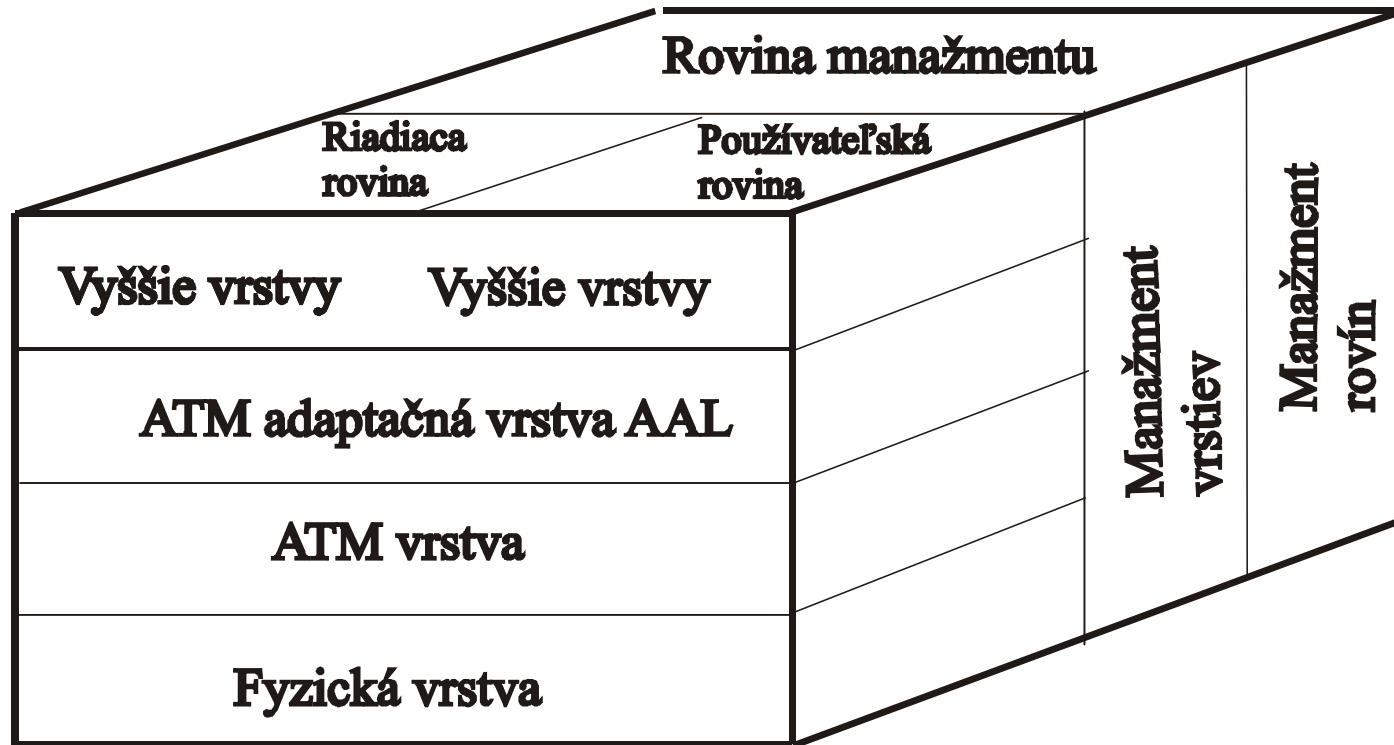 Rovina manažmentu
Riadiaca
rovina
Používateľská
rovina
Vyššie vrstvy
Vyššie vrstvy
ATM adaptačná vrstva AAL
ATM vrstva
Fyzická vrstva
Manažment
vrstiev
Manažment
rovín